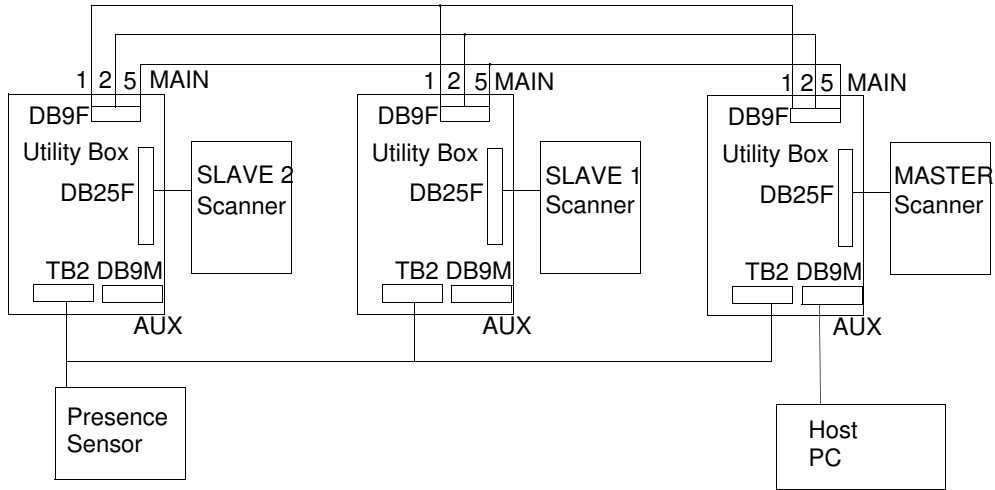 1 2 5 MAIN
DB9F
Utility Box
DB25F
SLAVE 2
Scanner
TB2 DB9M
AUX
1 2 5 MAIN
DB9F
Utility Box
DB25F
SLAVE 1
Scanner
TB2 DB9M
AUX
1 2 5 MAIN
DB9F
Utility Box
DB25F
MASTER
Scanner
TB2 DB9M
AUX
Presence
Sensor
Host
PC